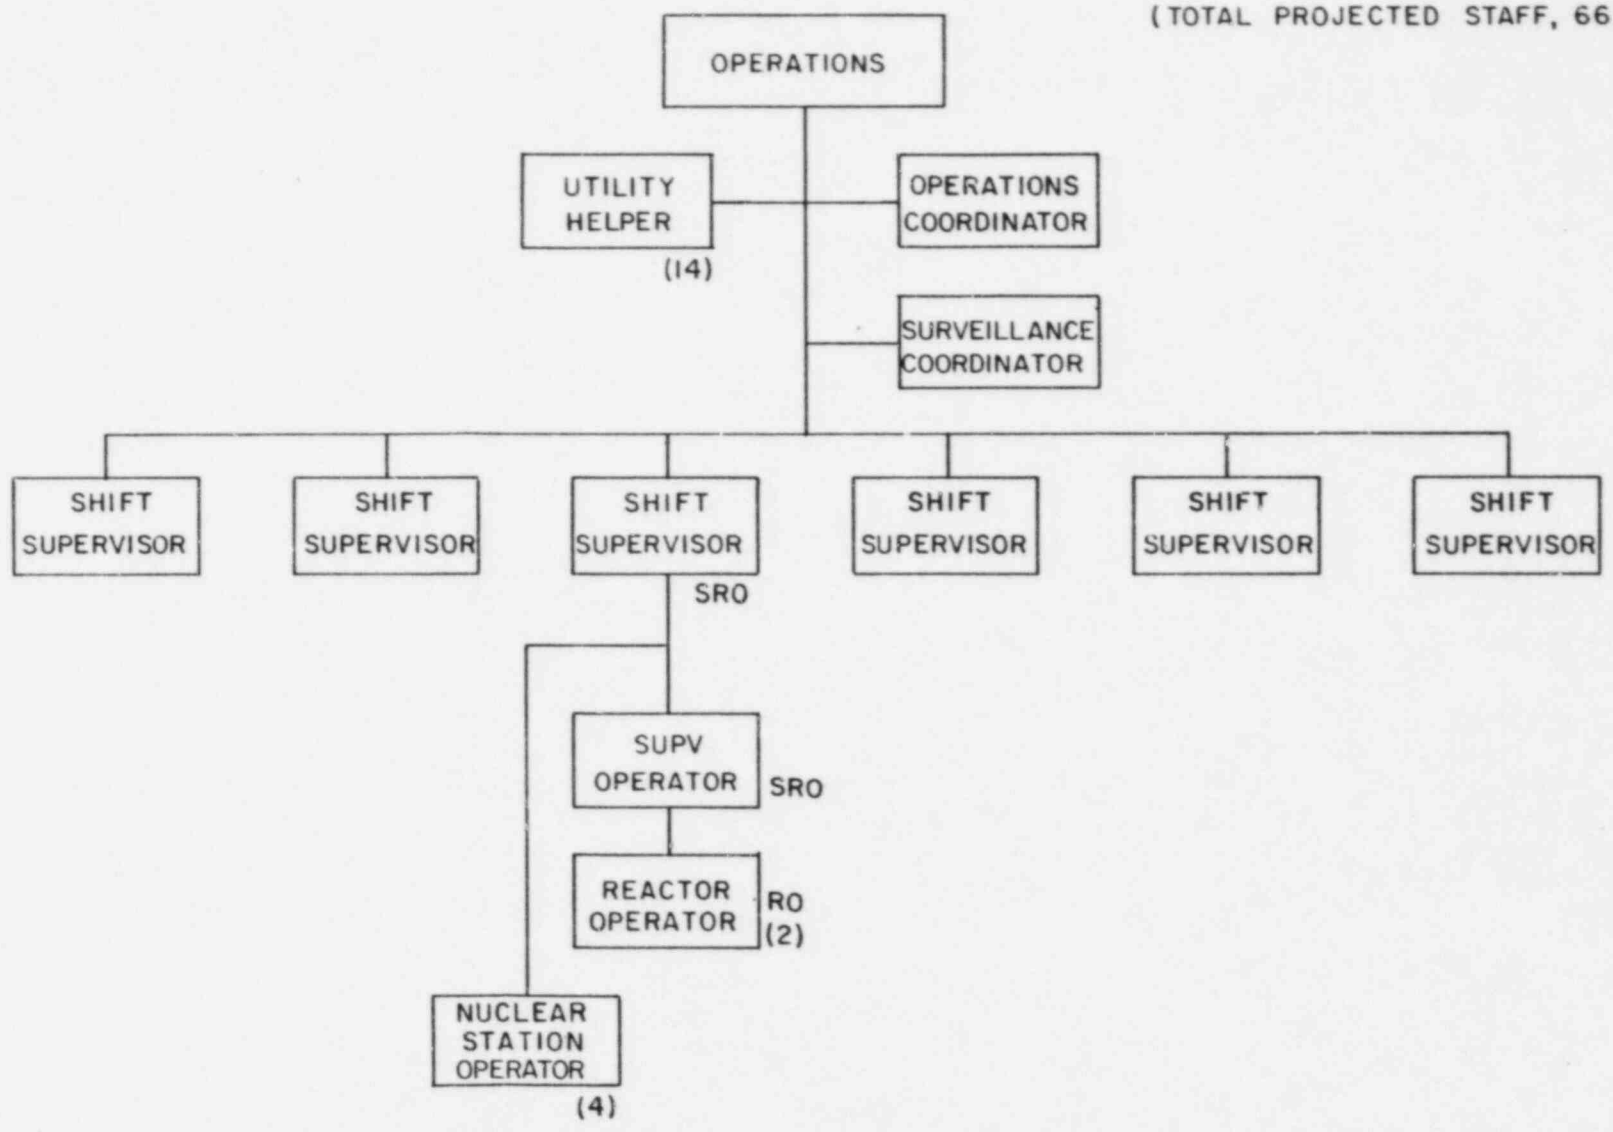 (TOTAL PROJECTED STAFF, 66
OPERATIONS
UTILITY
HELPER
(14)
OPERATIONS
COORDINATOR
SURVEILLANCE
COORDINATOR
SHIFT
SUPERVISOR
SHIFT
SUPERVISOR
SHIFT
SUPERVISOR
SRO
SHIFT
SUPERVISOR
SHIFT
SUPERVISOR
SHIFT
SUPERVISOR
SUPV
OPERATOR
SRO
REACTOR
OPERATOR
RO
(2)
NUCLEAR
STATION
OPERATOR
(4)